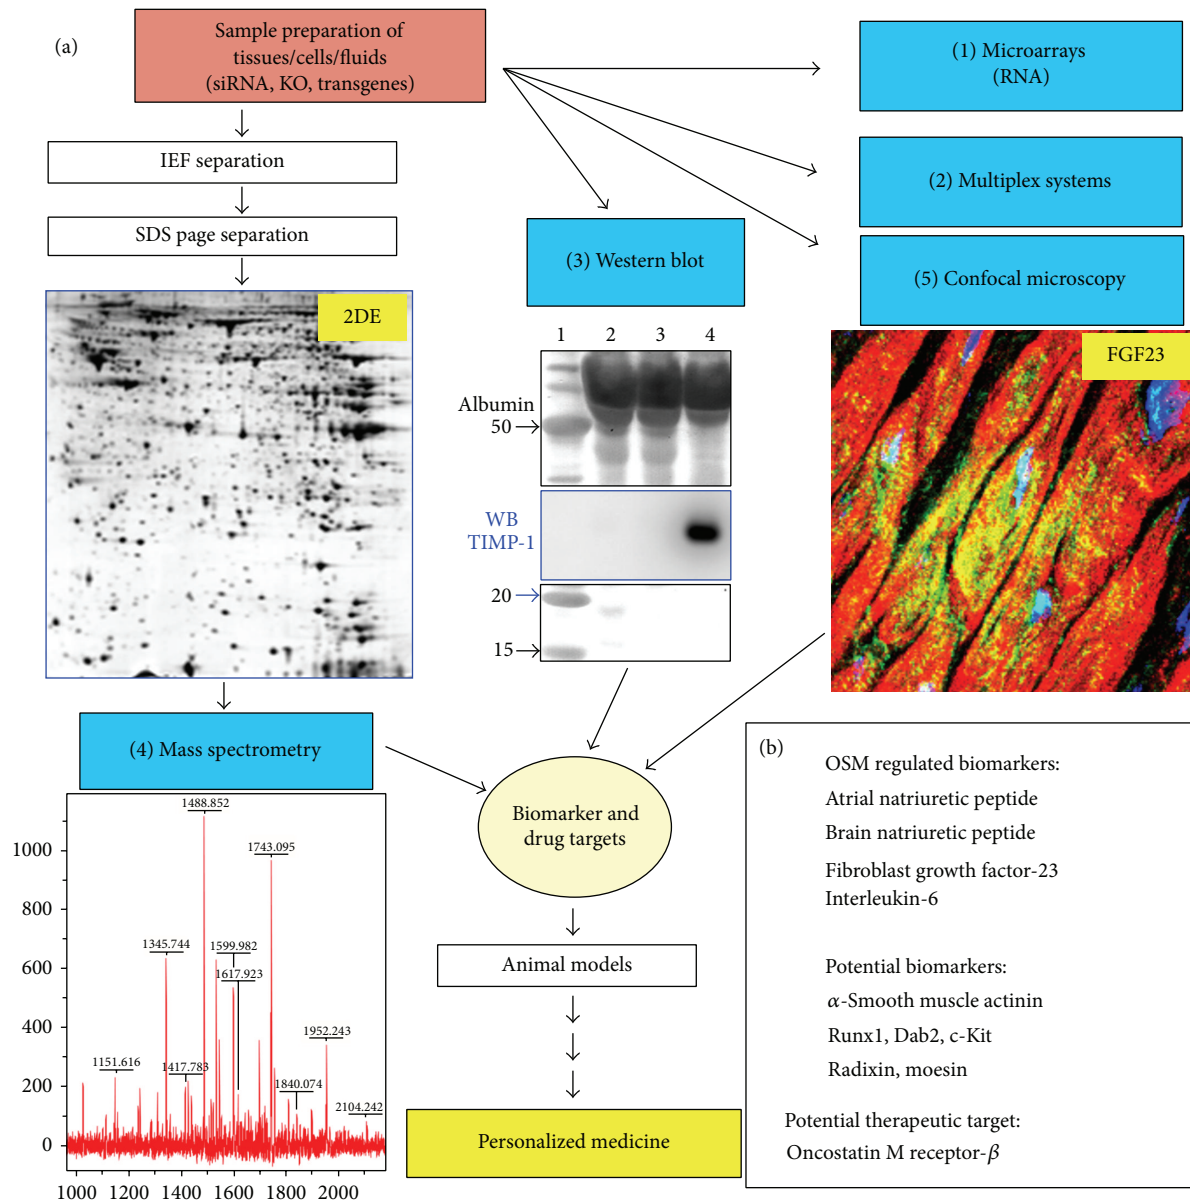 (a)
Sample preparation of
tissues/cells/fluids
(siRNA, KO, transgenes)
IEF separation
SDS page separation
2DE
(1) Microarrays
(RNA)
(2) Multiplex systems
(5) Confocal microscopy
FGF23
(3) Western blot
1 2 3 4
Albumin
50
WB
TIMP-1
20
15
(4) Mass spectrometry
1488.852
1743.095
1345.744
1599.982
1617.923
1952.243
1151.616
1417.783
1840.074
2104.242
1000
800
600
400
200
0
1000 1200 1400 1600 1800 2000
Biomarker and
drug targets
Animal models
Personalized medicine
(b)
OSM regulated biomarkers:
Atrial natriuretic peptide
Brain natriuretic peptide
Fibroblast growth factor-23
Interleukin-6
Potential biomarkers:
α-Smooth muscle actinin
Runx1, Dab2, c-Kit
Radixin, moesin
Potential therapeutic target:
Oncostatin M receptor-β